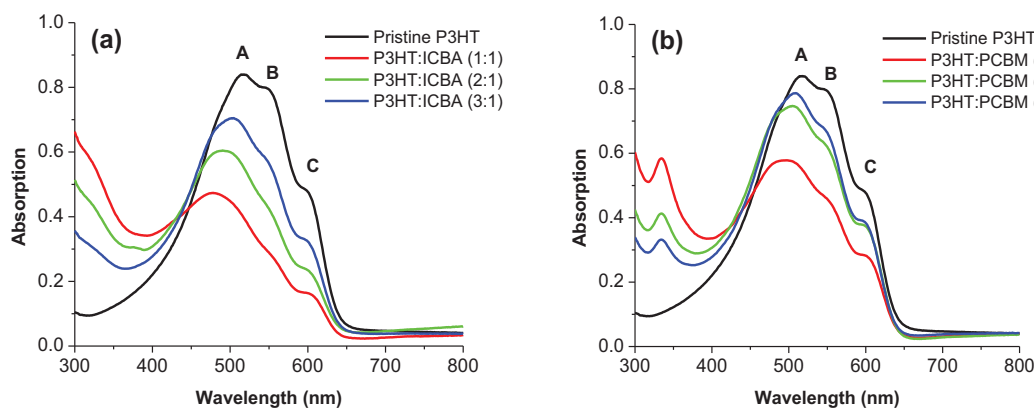 (a)
Pristine P3HT
P3HT:ICBA (1:1)
P3HT:ICBA (2:1)
P3HT:ICBA (3:1)
A
B
C
1.0
0.8
0.6
0.4
0.2
0.0
300 400 500 600 700 800
Absorption
Wavelength (nm)
(b)
Pristine P3HT
P3HT:PCBM (
P3HT:PCBM (
P3HT:PCBM (
A
B
C
1.0
0.8
0.6
0.4
0.2
0.0
300 400 500 600 700 800
Absorption
Wavelength (nm)